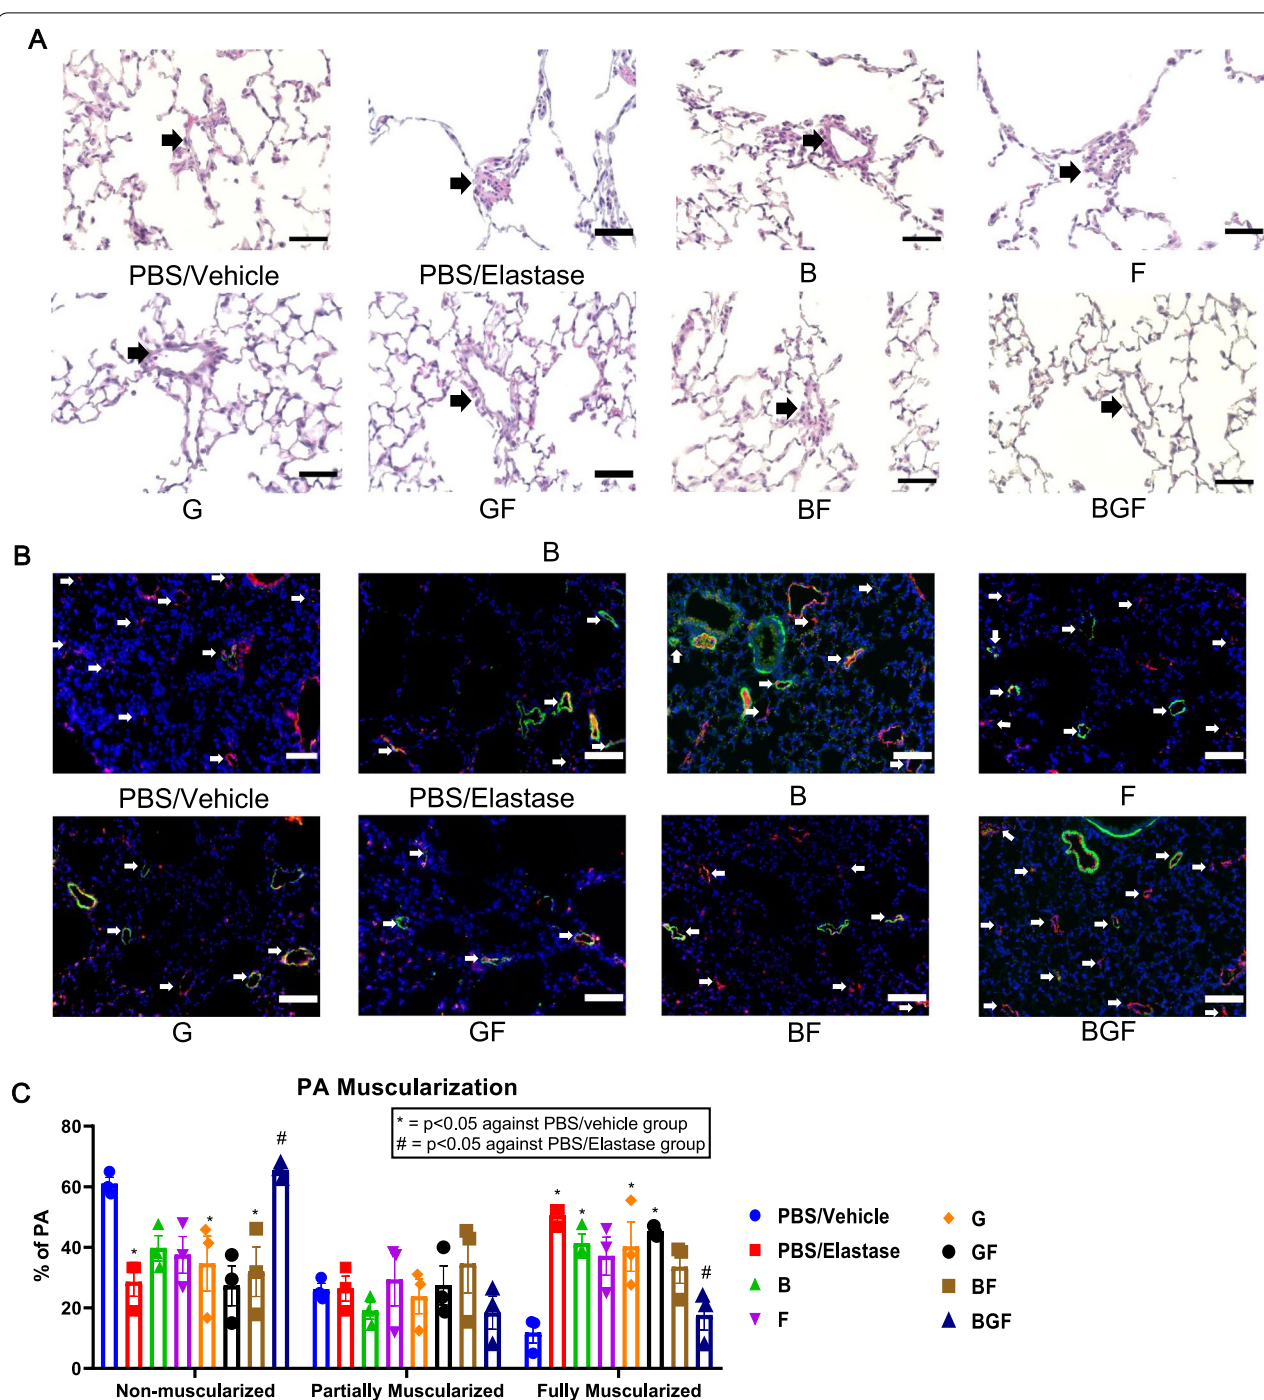 A
PBS/Vehicle
PBS/Elastase
B
F
G
GF
BF
BGF
B
B
PBS/Vehicle
PBS/Elastase
B
F
G
GF
BF
BGF
C
PA Muscularization
* = p<0.05 against PBS/vehicle group
# = p<0.05 against PBS/Elastase group
% of PA
80
60
40
20
0
*
*
*
#
*
*
*
*
#
Non-muscularized
Partially Muscularized
Fully Muscularized
PBS/Vehicle
PBS/Elastase
B
F
G
GF
BF
BGF